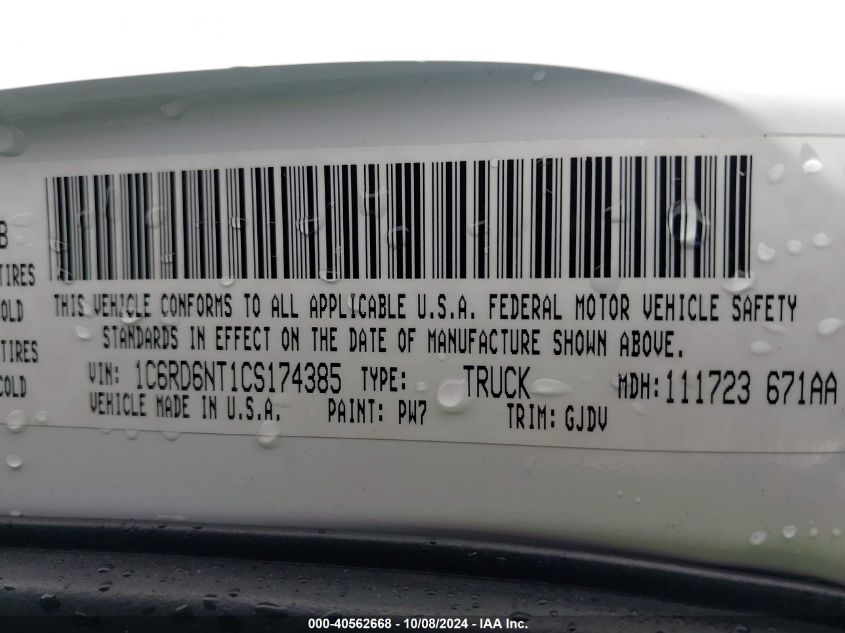 B
TIRES
OLD
TIRES
COLD
THIS VEHICLE CONFORMS TO ALL APPLICABLE U.S.A. FEDERAL MOTOR VEHICLE SAFETY
STANDARDS IN EFFECT ON THE DATE OF MANUFACTURE SHOWN ABOVE.
VIN: 1C6RD6NT1CS174385 TYPE: TRUCK MDH: 111723 671AA
VEHICLE MADE IN U.S.A. PAINT: PW7 TRIM: GJDV
000-40562668 - 10/08/2024 - IAA Inc.